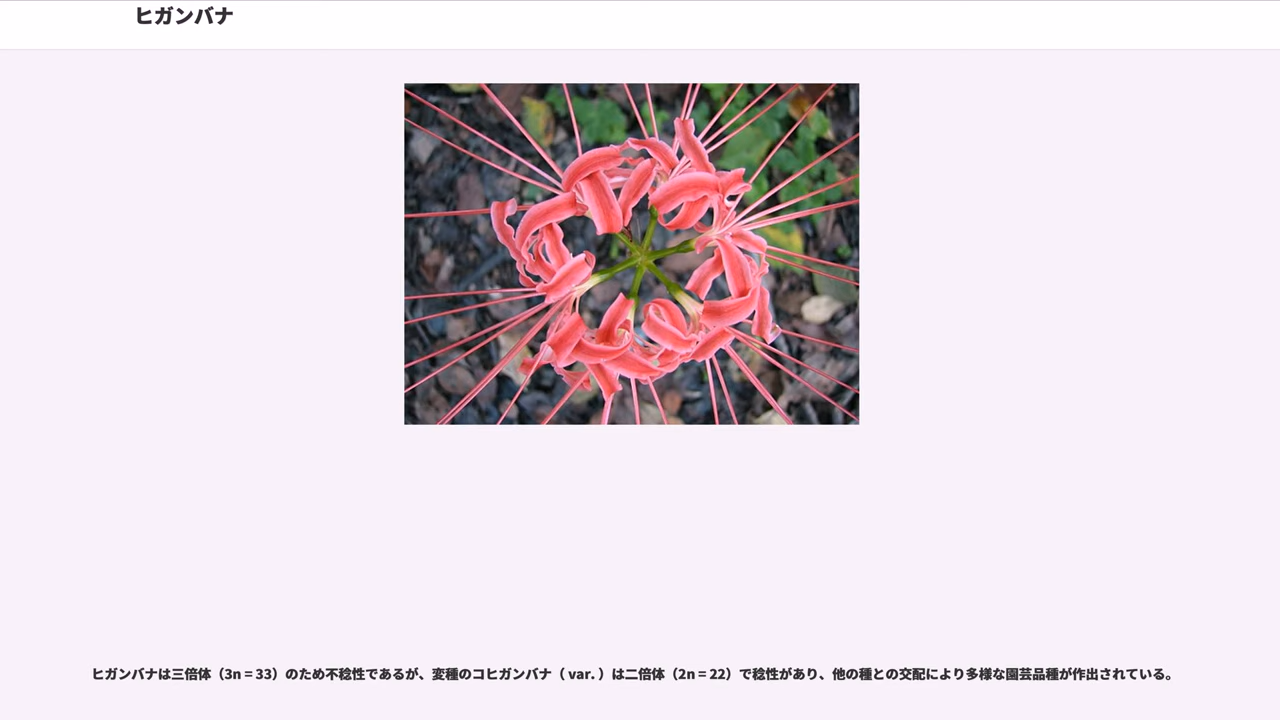 ヒガンバナ
ヒガンバナは三倍体（3n = 33）のため不稔性であるが、変種のコヒガンバナ（ var. ）は二倍体（2n = 22）で稔性があり、他の種との交配により多様な園芸品種が作出されている。